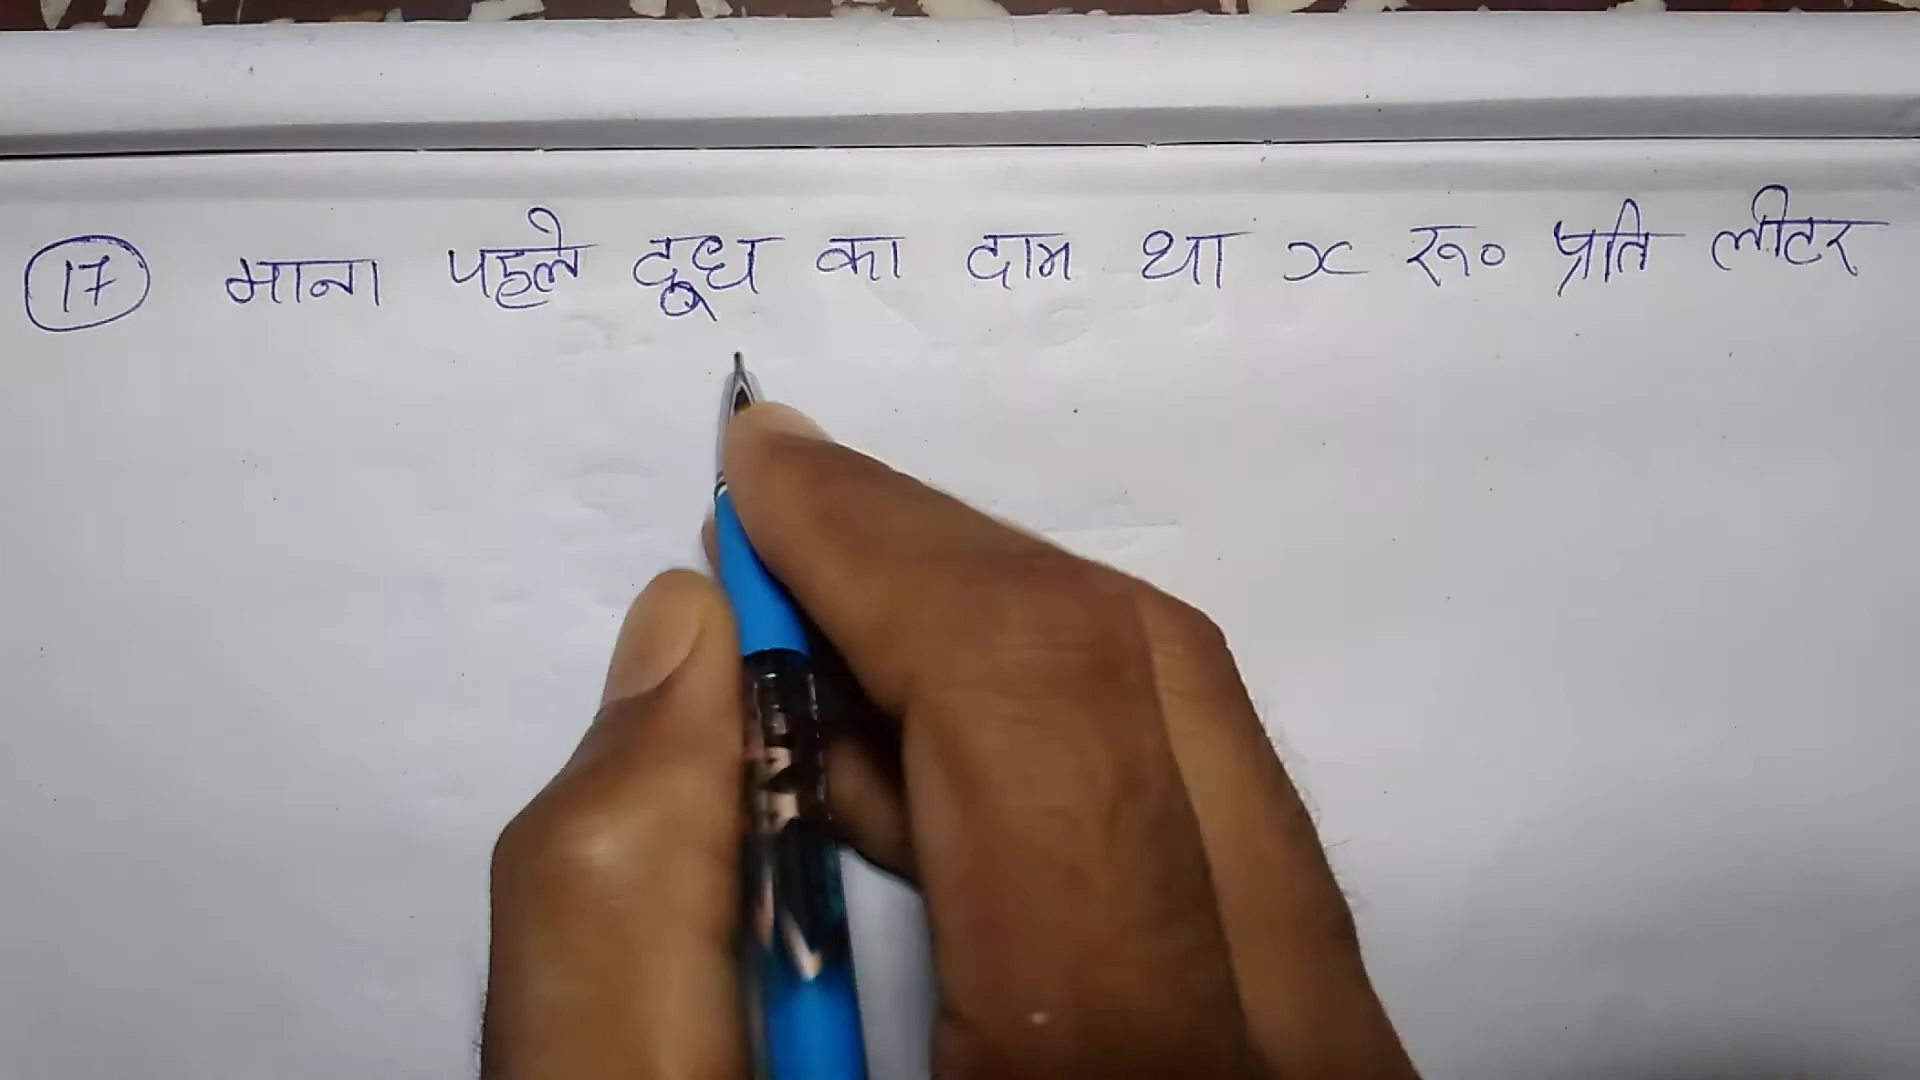 17 माना पहले दूध का दाम था x रू० प्रति लीटर